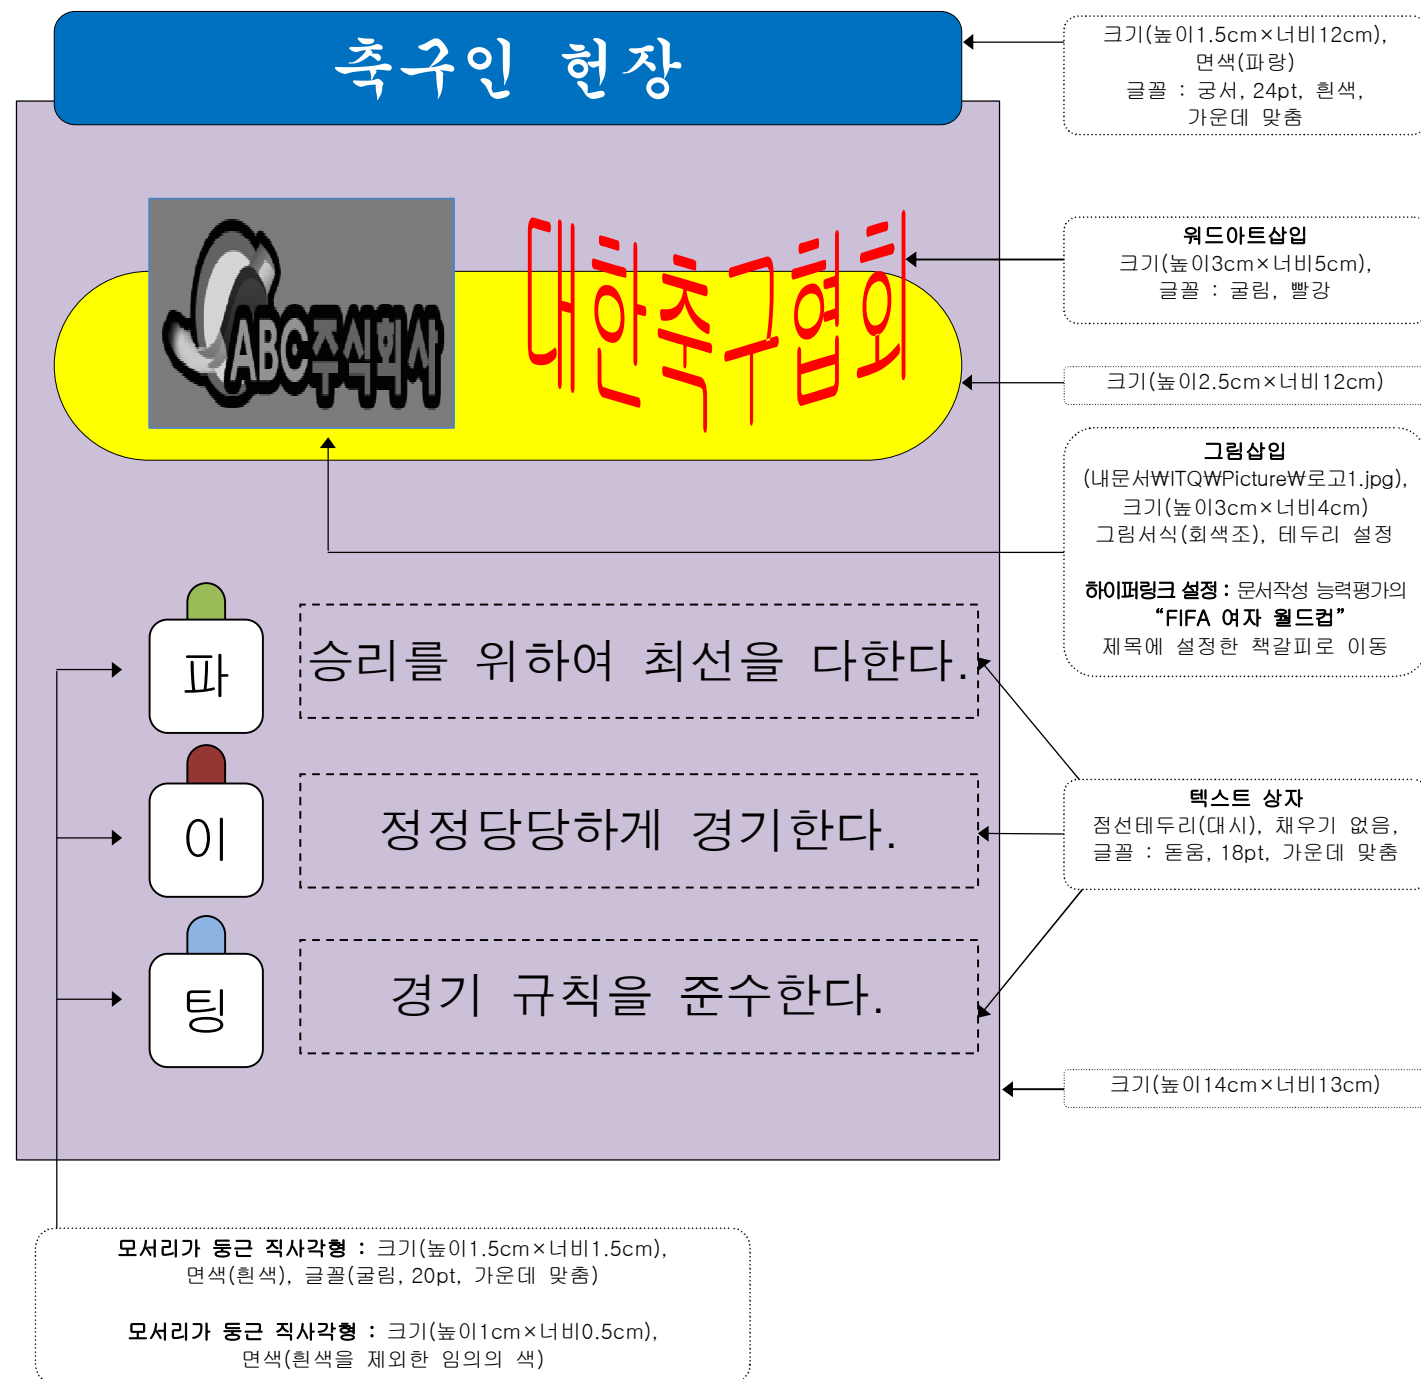 축구인 헌장
크기(높이1.5cm×너비12cm),
면색(파랑)
글꼴 : 궁서, 24pt, 흰색,
가운데 맞춤
ABC주식회사
대한축구협회
워드아트삽입
크기(높이3cm×너비5cm),
글꼴 : 굴림, 빨강
크기(높이2.5cm×너비12cm)
그림삽입
(내문서₩ITQ₩Picture₩로고1.jpg),
크기(높이3cm×너비4cm)
그림서식(회색조), 테두리 설정
하이퍼링크 설정 : 문서작성 능력평가의
“FIFA 여자 월드컵”
제목에 설정한 책갈피로 이동
파
승리를 위하여 최선을 다한다.
이
정정당당하게 경기한다.
팅
경기 규칙을 준수한다.
텍스트 상자
점선테두리(대시), 채우기 없음,
글꼴 : 돋움, 18pt, 가운데 맞춤
크기(높이14cm×너비13cm)
모서리가 둥근 직사각형 : 크기(높이1.5cm×너비1.5cm),
면색(흰색), 글꼴(굴림, 20pt, 가운데 맞춤)
모서리가 둥근 직사각형 : 크기(높이1cm×너비0.5cm),
면색(흰색을 제외한 임의의 색)